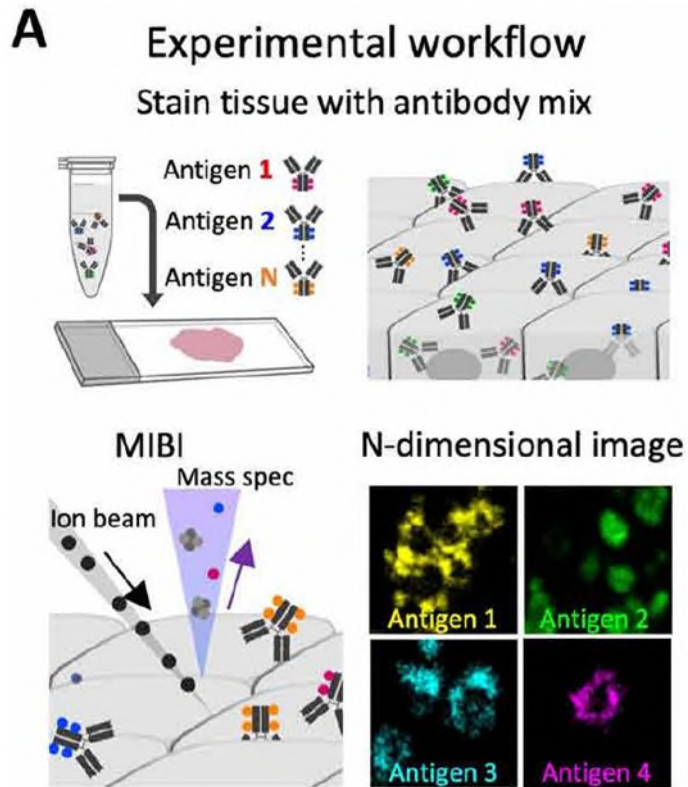 A
Experimental workflow
Stain tissue with antibody mix
Antigen 1
Antigen 2
Antigen N
MIBI
Mass spec
Ion beam
N-dimensional image
Antigen 1
Antigen 2
Antigen 3
Antigen 4